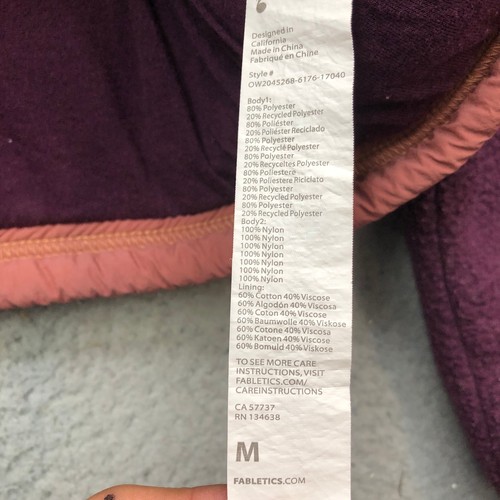 Designed in
California
Made in China
Fabriqué en Chine
Style #
OW2045268-6176-17040
Body1:
80% Polyester
20% Recycled Polyester
80% Poliéster
20% Poliéster Reciclado
80% Polyester
20% Recyclé Polyester
80% Polyester
20% Recyceltes Polyester
80% Poliestere
20% Poliestere Riciclato
80% Polyester
20% Recycled Polyester
80% Polyester
20% Recycled Polyester
Body2:
100% Nylon
100% Nylon
100% Nylon
100% Nylon
100% Nylon
100% Nylon
100% Nylon
Lining:
60% Cotton 40% Viscose
60% Algodón 40% Viscosa
60% Coton 40% Viscose
60% Baumwolle 40% Viskose
60% Cotone 40% Viscosa
60% Katoen 40% Viscose
60% Bomuld 40% Viskose
TO SEE MORE CARE
INSTRUCTIONS, VISIT
FABLETICS.COM/
CAREINSTRUCTIONS
CA 57737
RN 134638
M
FABLETICS.COM